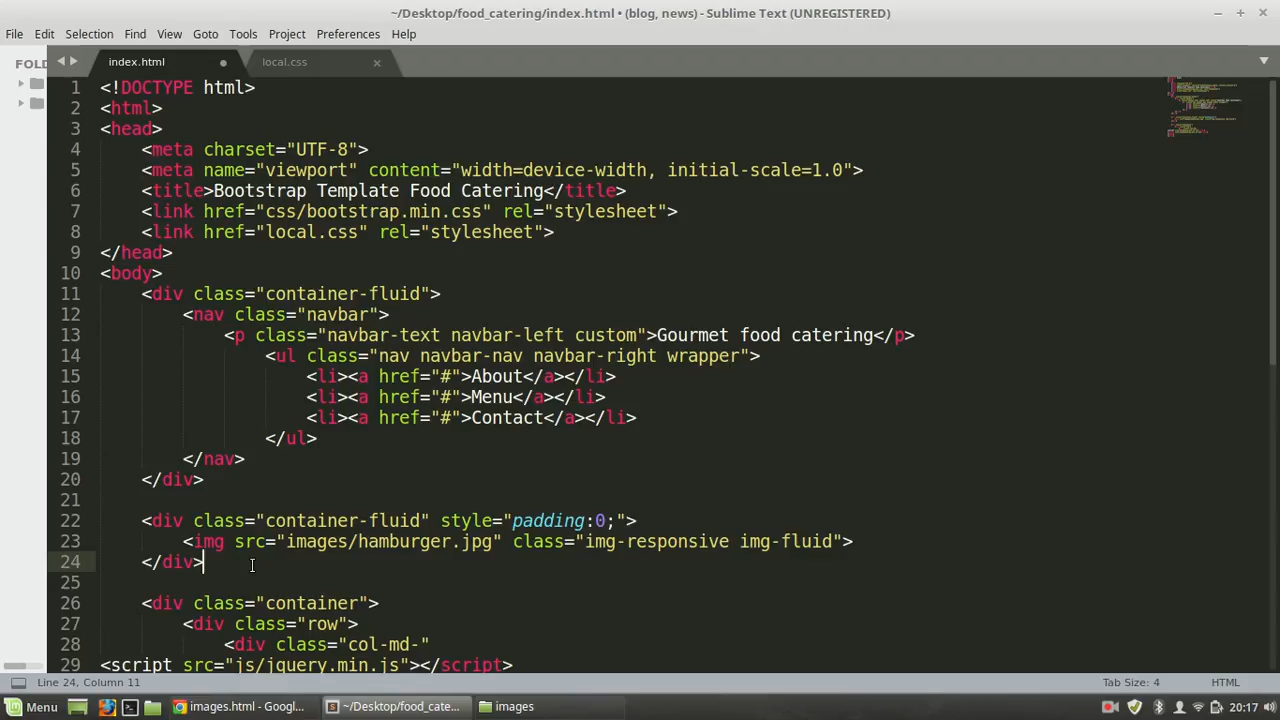 ~/Desktop/food_catering/index.html • (blog, news) - Sublime Text (UNREGISTERED)
File Edit Selection Find View Goto Tools Project Preferences Help
FOLD
index.html
local.css
1 <!DOCTYPE html>
2 <html>
3 <head>
4 <meta charset="UTF-8">
5 <meta name="viewport" content="width=device-width, initial-scale=1.0">
6 <title>Bootstrap Template Food Catering</title>
7 <link href="css/bootstrap.min.css" rel="stylesheet">
8 <link href="local.css" rel="stylesheet">
9 </head>
10 <body>
11 <div class="container-fluid">
12 <nav class="navbar">
13 <p class="navbar-text navbar-left custom">Gourmet food catering</p>
14 <ul class="nav navbar-nav navbar-right wrapper">
15 <li><a href="#">About</a></li>
16 <li><a href="#">Menu</a></li>
17 <li><a href="#">Contact</a></li>
18 </ul>
19 </nav>
20 </div>
21
22 <div class="container-fluid" style="padding:0;">
23 <img src="images/hamburger.jpg" class="img-responsive img-fluid">
24 </div>
25
26 <div class="container">
27 <div class="row">
28 <div class="col-md-"
29 <script src="js/jquery.min.js"></script>
Line 24, Column 11
Tab Size: 4
HTML
Menu
images.html - Googl...
~/Desktop/food_cate...
images
20:17